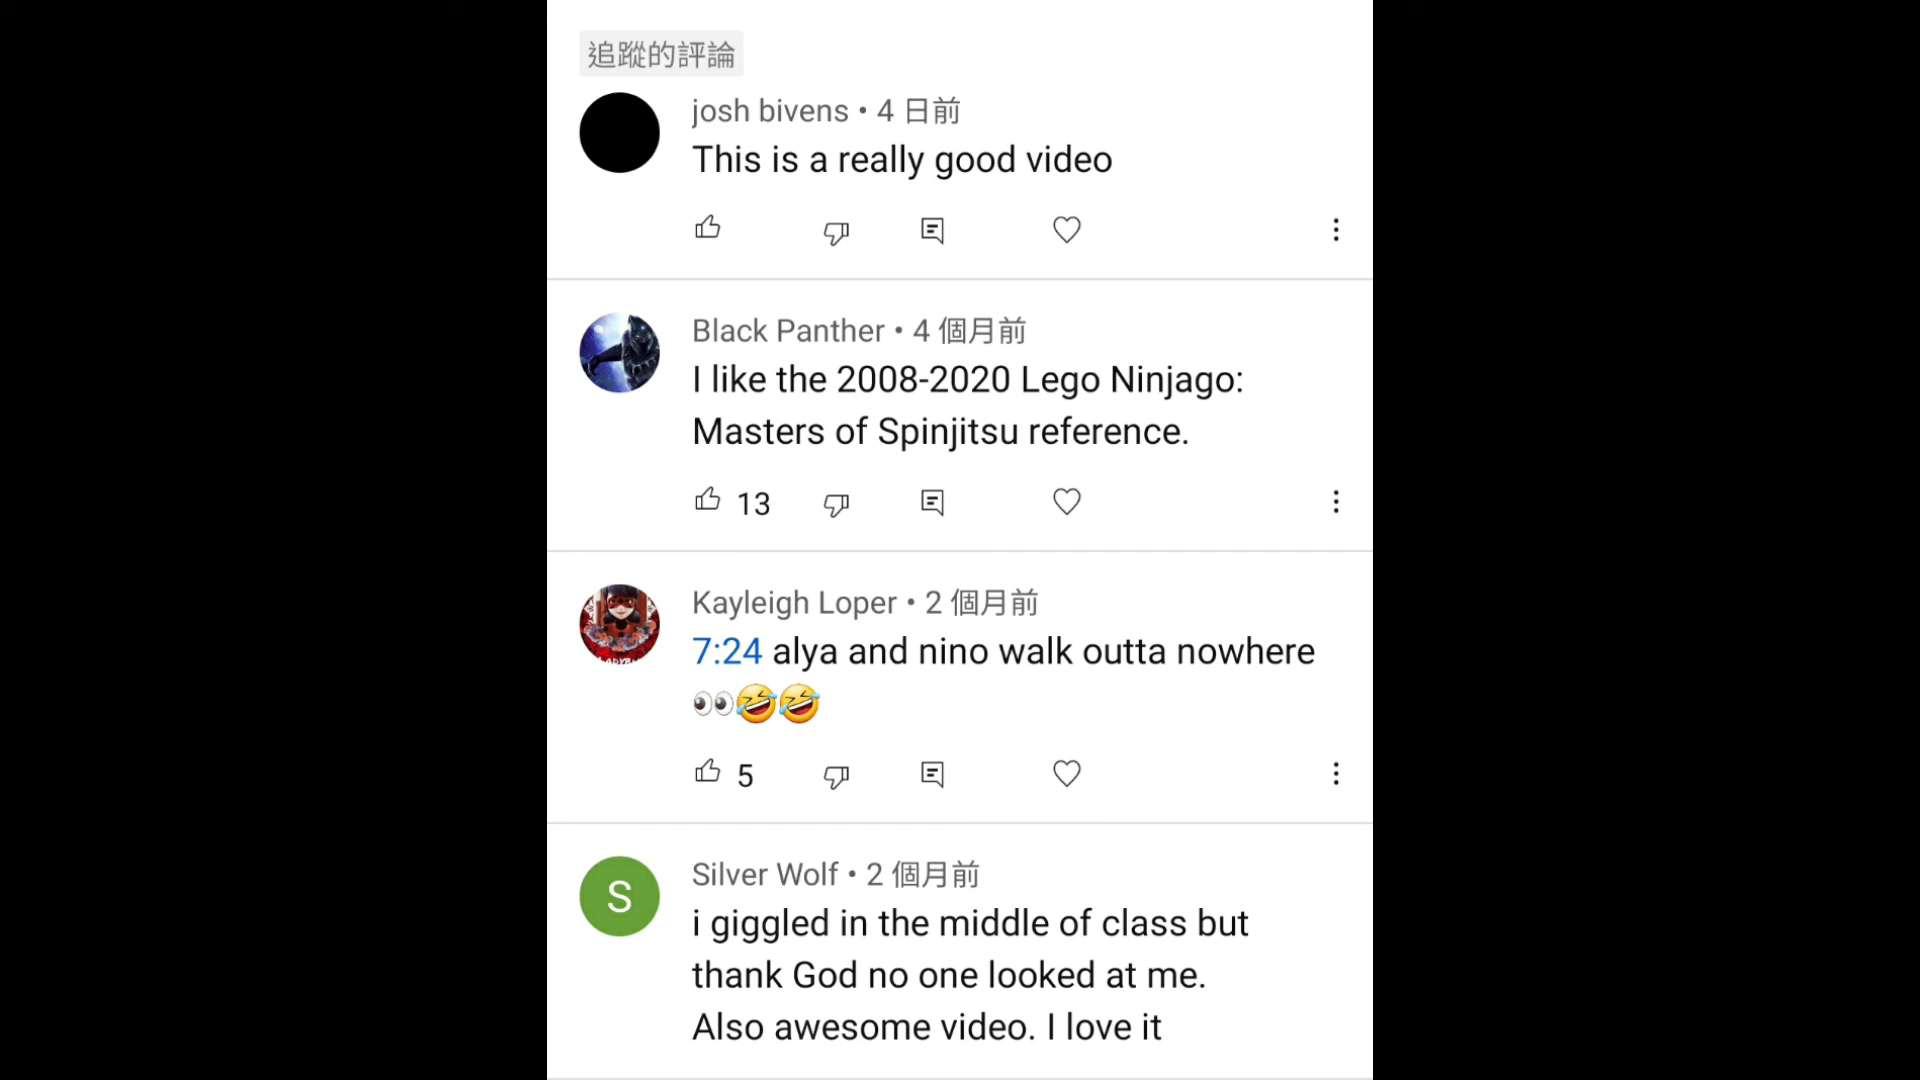 追蹤的評論
josh bivens • 4 日前
This is a really good video
Black Panther • 4 個月前
I like the 2008-2020 Lego Ninjago:
Masters of Spinjitsu reference.
13
Kayleigh Loper • 2 個月前
7:24 alya and nino walk outta nowhere
👀🤣🤣
5
S
Silver Wolf • 2 個月前
i giggled in the middle of class but
thank God no one looked at me.
Also awesome video. I love it